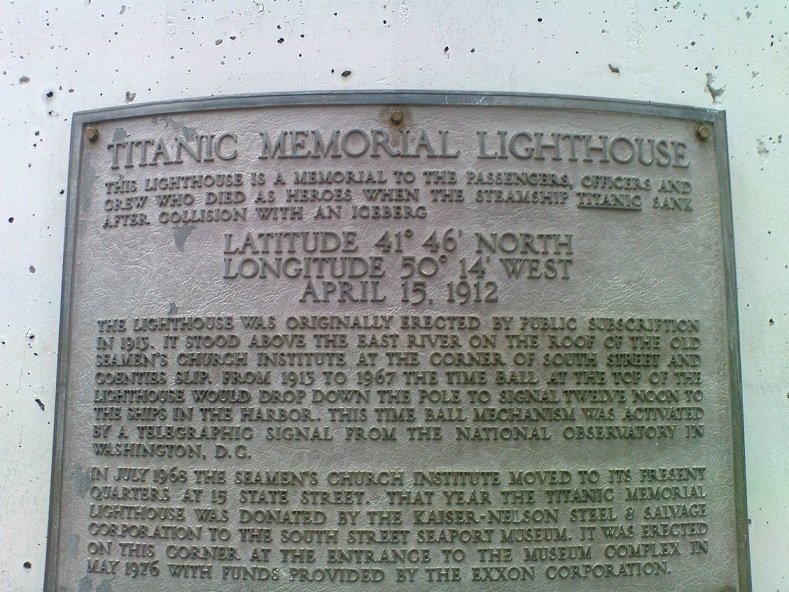 TITANIC MEMORIAL LIGHTHOUSE
THIS LIGHTHOUSE IS A MEMORIAL TO THE PASSENGERS, OFFICERS AND
CREW WHO DIED AS HEROES WHEN THE STEAMSHIP TITANIC SANK
AFTER COLLISION WITH AN ICEBERG
LATITUDE 41° 46' NORTH
LONGITUDE 50° 14' WEST
APRIL 15, 1912
THE LIGHTHOUSE WAS ORIGINALLY ERECTED BY PUBLIC SUBSCRIPTION
IN 1913. IT STOOD ABOVE THE EAST RIVER ON THE ROOF OF THE OLD
SEAMEN'S CHURCH INSTITUTE AT THE CORNER OF SOUTH STREET AND
COENTIES SLIP. FROM 1913 TO 1967 THE TIME BALL AT THE TOP OF THE
LIGHTHOUSE WOULD DROP DOWN THE POLE TO SIGNAL TWELVE NOON TO
THE SHIPS IN THE HARBOR. THIS TIME BALL MECHANISM WAS ACTIVATED
BY A TELEGRAPHIC SIGNAL FROM THE NATIONAL OBSERVATORY IN
WASHINGTON, D.C.
IN JULY 1968 THE SEAMEN'S CHURCH INSTITUTE MOVED TO ITS PRESENT
QUARTERS AT 15 STATE STREET. THAT YEAR THE TITANIC MEMORIAL
LIGHTHOUSE WAS DONATED BY THE KAISER-NELSON STEEL & SALVAGE
CORPORATION TO THE SOUTH STREET SEAPORT MUSEUM. IT WAS ERECTED
ON THIS CORNER AT THE ENTRANCE TO THE MUSEUM COMPLEX IN
MAY 1976 WITH FUNDS PROVIDED BY THE EXXON CORPORATION.